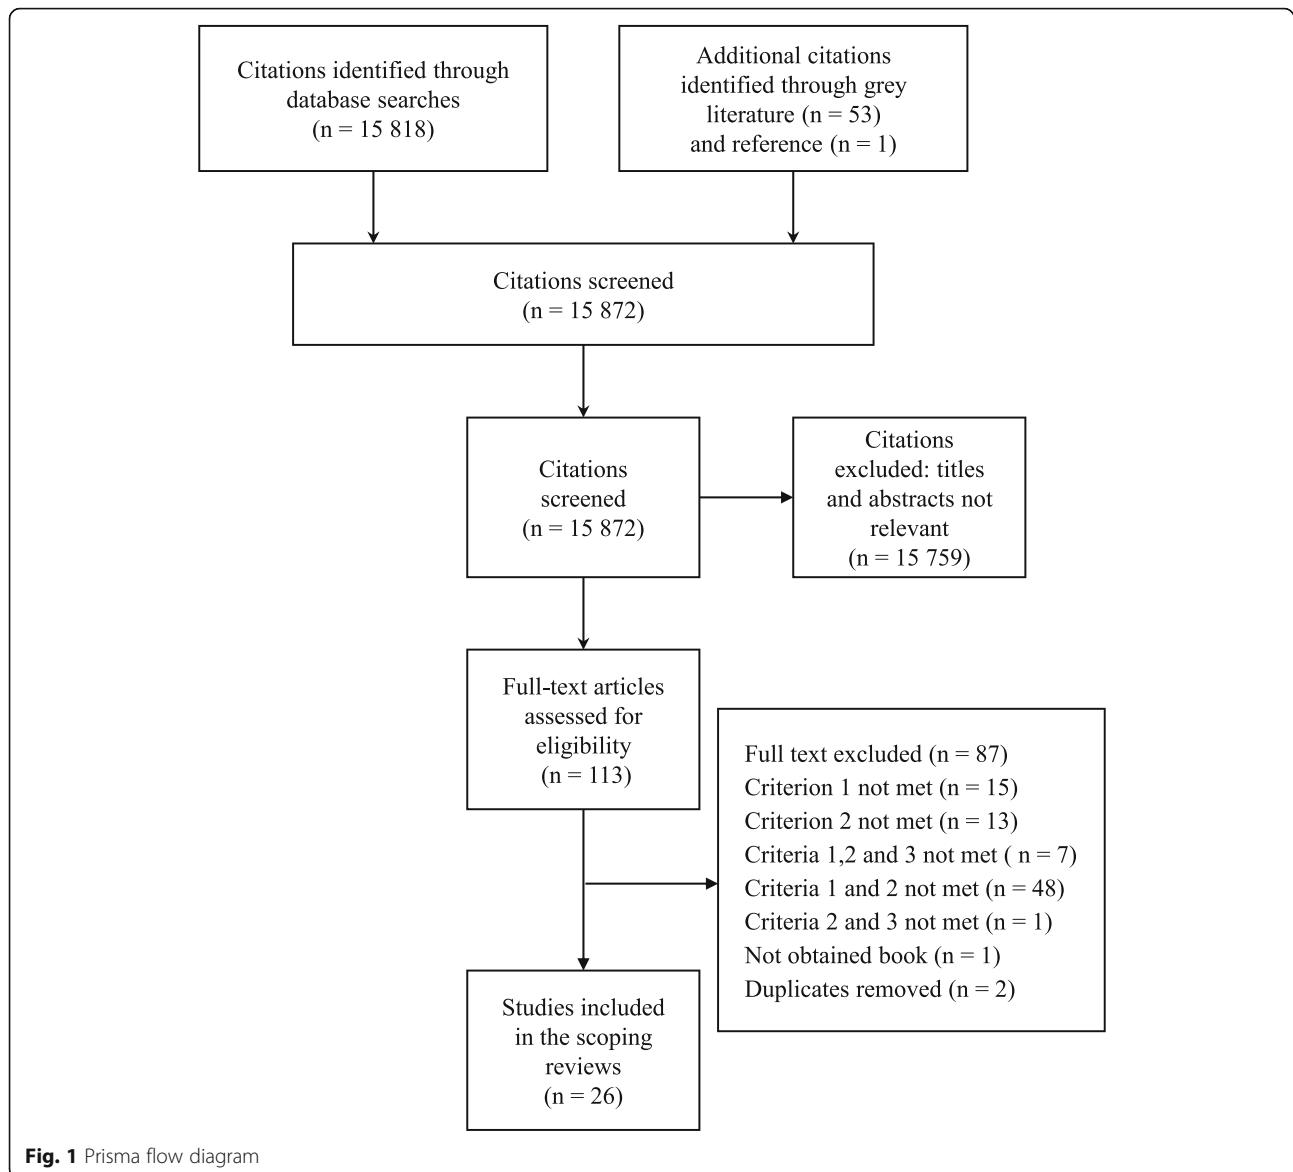 Citations identified through
database searches
(n = 15 818)
Additional citations
identified through grey
literature (n = 53)
and reference (n = 1)
Citations screened
(n = 15 872)
Citations
screened
(n = 15 872)
Citations
excluded: titles
and abstracts not
relevant
(n = 15 759)
Full-text articles
assessed for
eligibility
(n = 113)
Full text excluded (n = 87)
Criterion 1 not met (n = 15)
Criterion 2 not met (n = 13)
Criteria 1,2 and 3 not met ( n = 7)
Criteria 1 and 2 not met (n = 48)
Criteria 2 and 3 not met (n = 1)
Not obtained book (n = 1)
Duplicates removed (n = 2)
Studies included
in the scoping
reviews
(n = 26)
Fig. 1 Prisma flow diagram